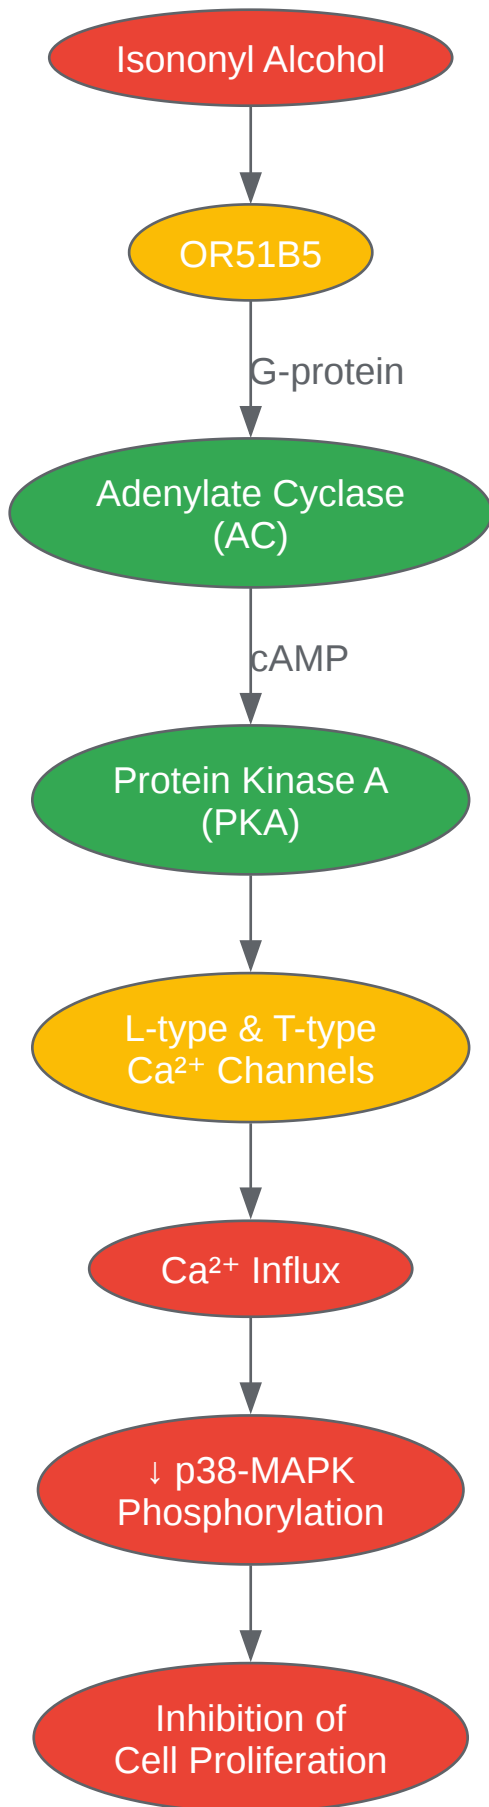 Isononyl Alcohol
OR51B5
G-protein
Adenylate Cyclase
(AC)
cAMP
Protein Kinase A
(PKA)
L-type & T-type
Ca²⁺ Channels
Ca²⁺ Influx
↓ p38-MAPK
Phosphorylation
Inhibition of
Cell Proliferation